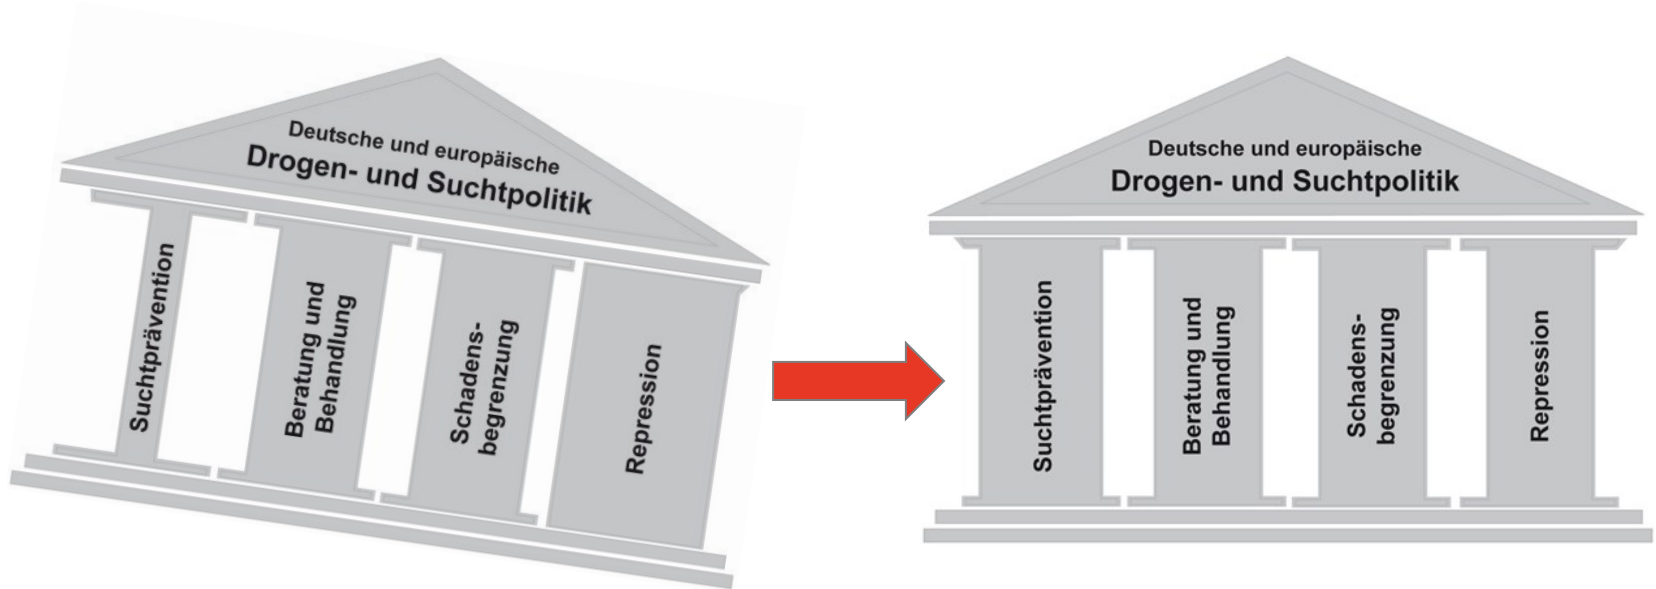 Deutsche und europäische
Drogen- und Suchtpolitik
Suchtprävention
Beratung und
Behandlung
Schadens-
begrenzung
Repression
Deutsche und europäische
Drogen- und Suchtpolitik
Suchtprävention
Beratung und
Behandlung
Schadens-
begrenzung
Repression